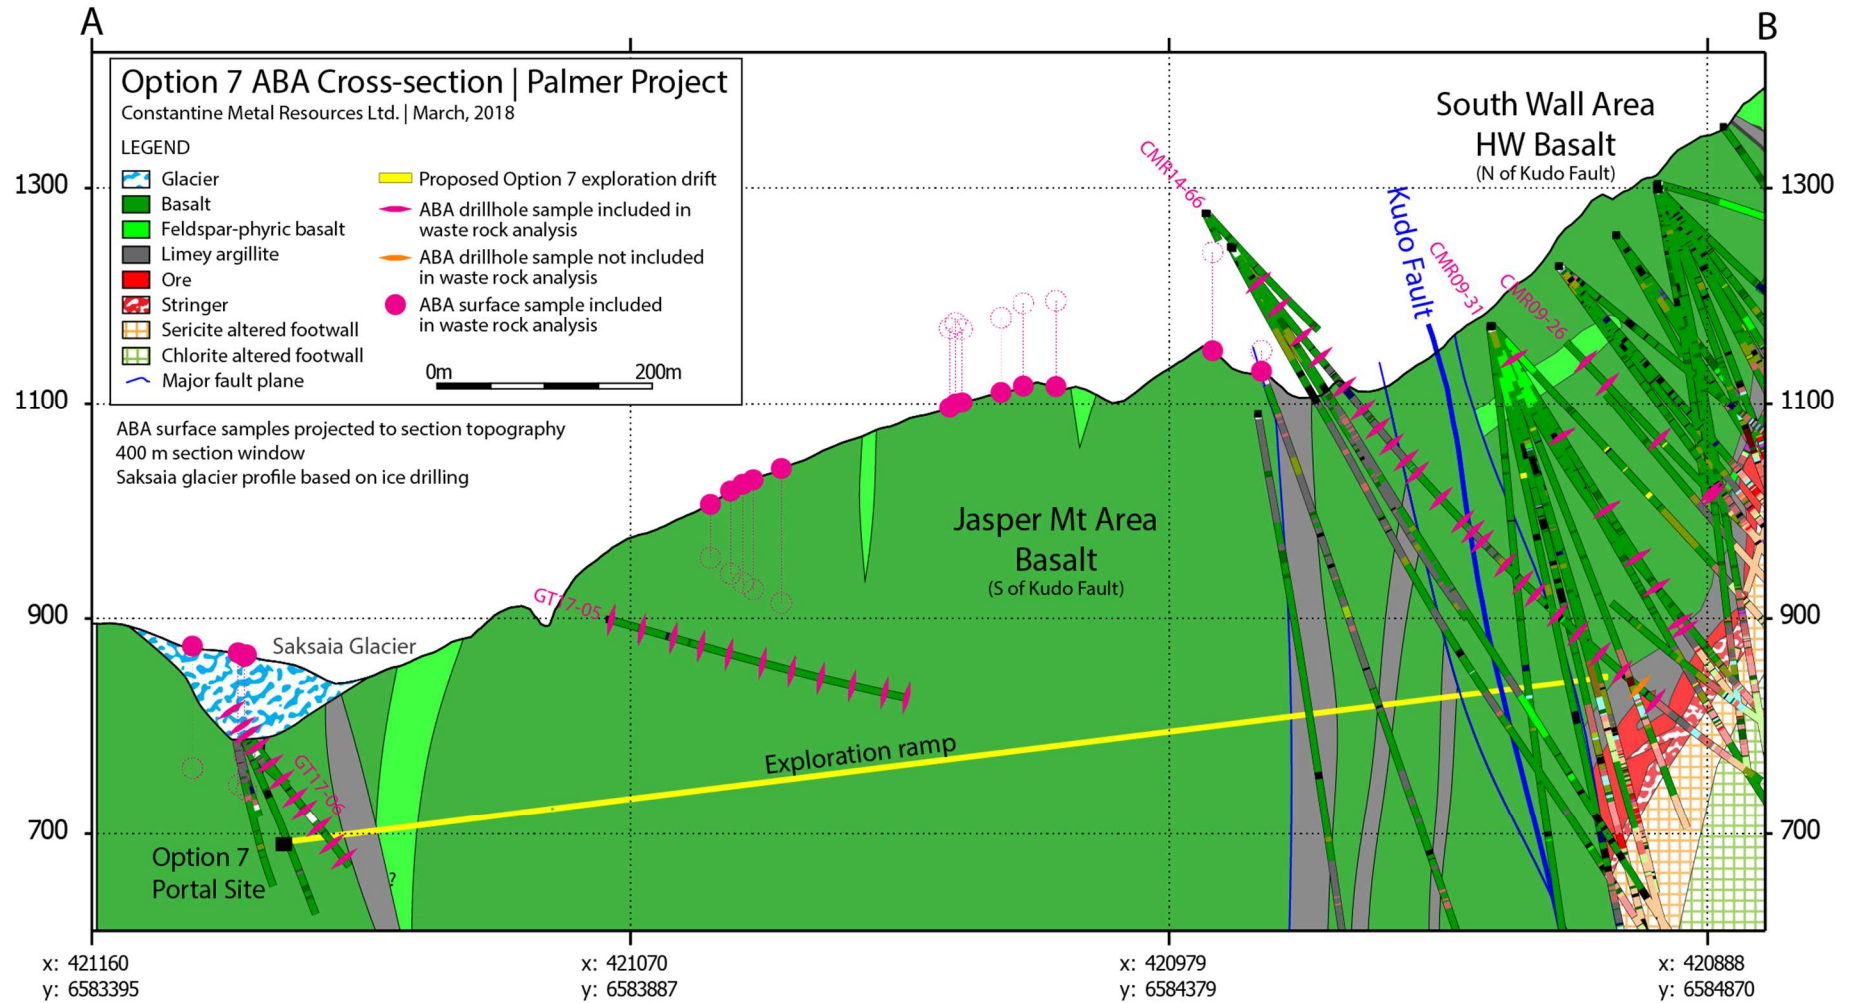 A
B
Option 7 ABA Cross-section | Palmer Project
Constantine Metal Resources Ltd. | March, 2018
LEGEND
Glacier
Basalt
Feldspar-phyric basalt
Limey argillite
Ore
Stringer
Sericite altered footwall
Chlorite altered footwall
Major fault plane
Proposed Option 7 exploration drift
ABA drillhole sample included in
waste rock analysis
ABA drillhole sample not included
in waste rock analysis
ABA surface sample included
in waste rock analysis
0m
200m
ABA surface samples projected to section topography
400 m section window
Saksaia glacier profile based on ice drilling
South Wall Area
HW Basalt
(N of Kudo Fault)
CMR14-66
Kudo Fault
CMR09-31
CMR09-26
Jasper Mt Area
Basalt
(S of Kudo Fault)
GT17-05
Saksaia Glacier
GT17-06
Exploration ramp
Option 7
Portal Site
?
1300
1100
900
700
1300
1100
900
700
x: 421160
y: 6583395
x: 421070
y: 6583887
x: 420979
y: 6584379
x: 420888
y: 6584870